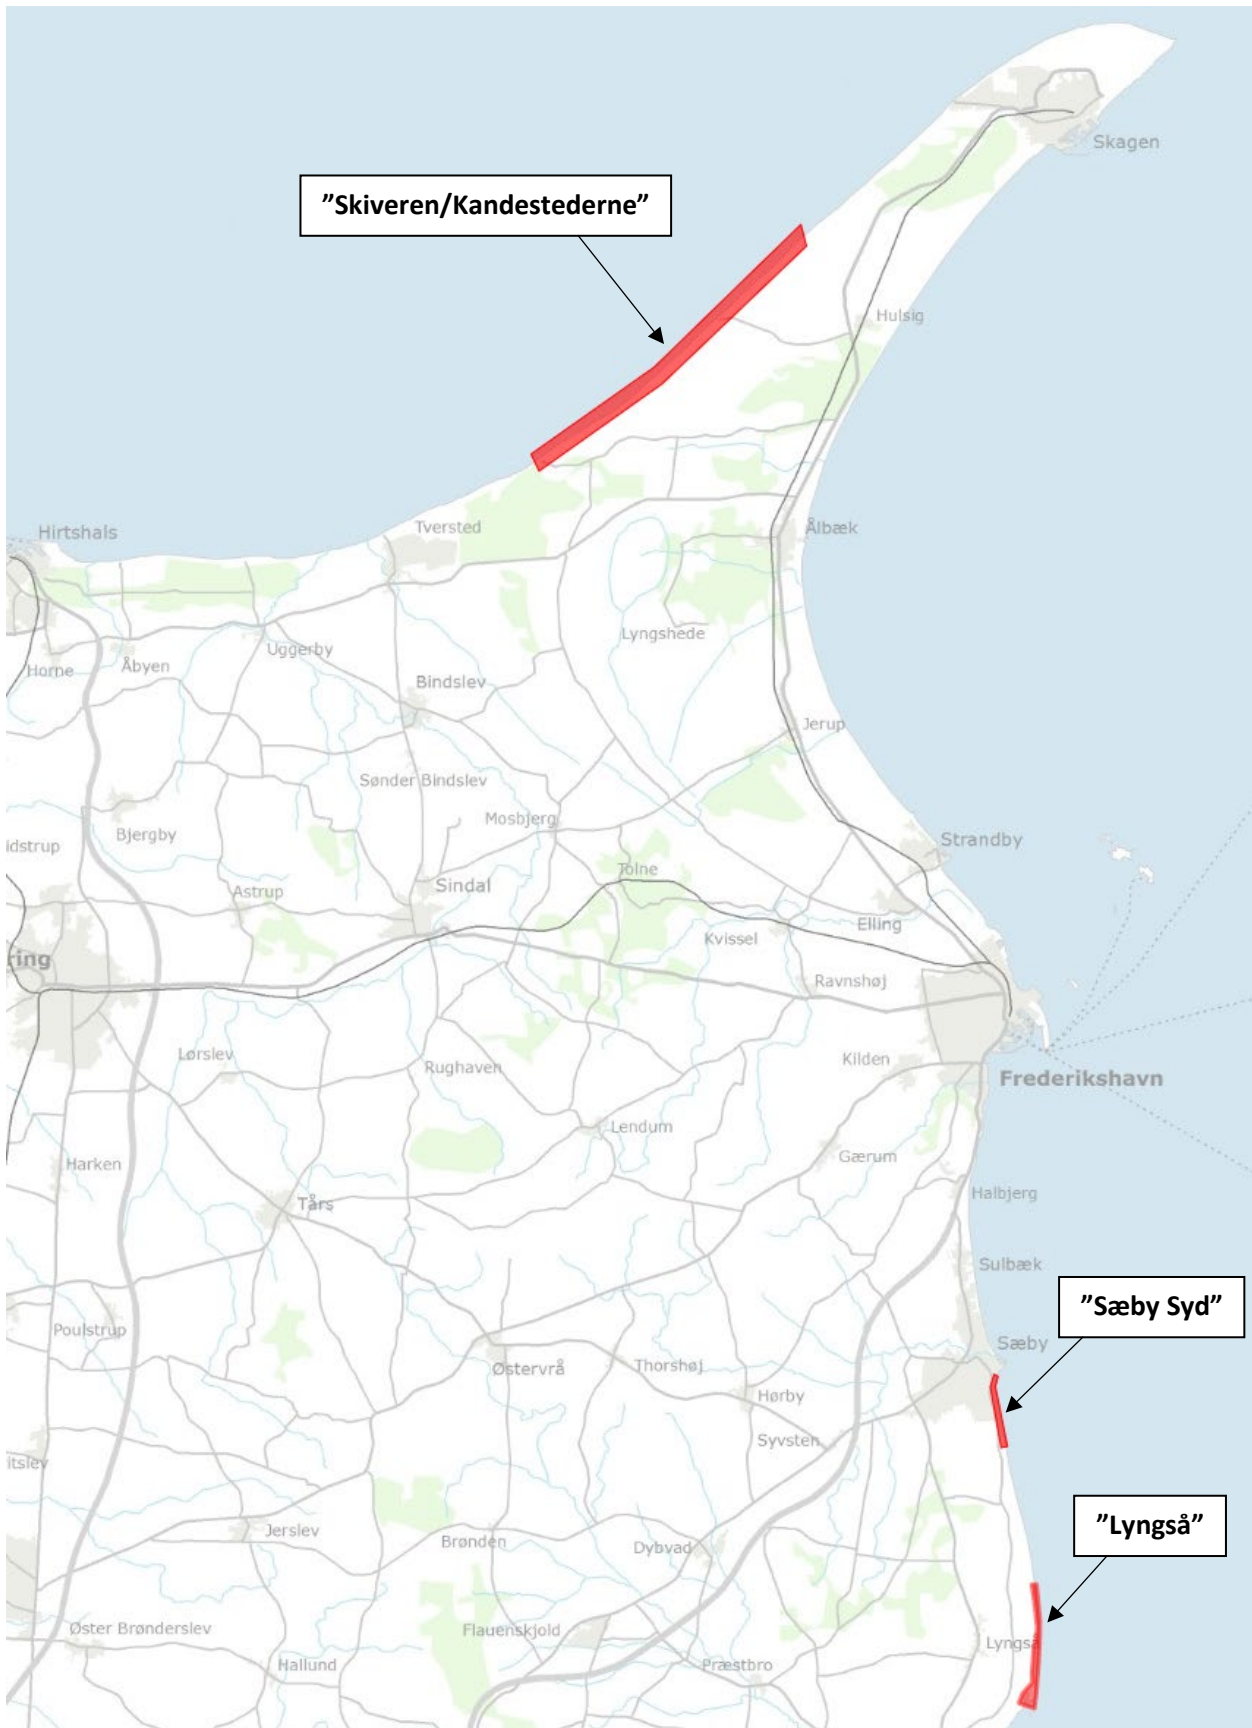 Skagen
”Skiveren/Kandestederne”
Hulsig
Hirtshals
Tversted
Ålbæk
Lyngshede
Uggerby
Åbyen
Horne
Bindslev
Jerup
Sønder Bindslev
Mosbjerg
Bjergby
idstrup
Strandby
Tolne
Sindal
Astrup
Elling
Kvissel
ring
Ravnshøj
Lørslev
Rughaven
Kilden
Frederikshavn
Lendum
Gærum
Harken
Halbjerg
Tårs
Sulbæk
”Sæby Syd”
Poulstrup
Sæby
Østervrå
Thorshøj
Hørby
Syvsten
itslev
”Lyngså”
Jerslev
Brønden
Dybvad
Øster Brønderslev
Flauenskjold
Lyngså
Hallund
Præstbro